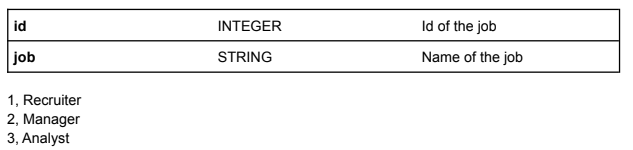 id INTEGER Id of the job
job STRING Name of the job
1, Recruiter
2, Manager
3, Analyst